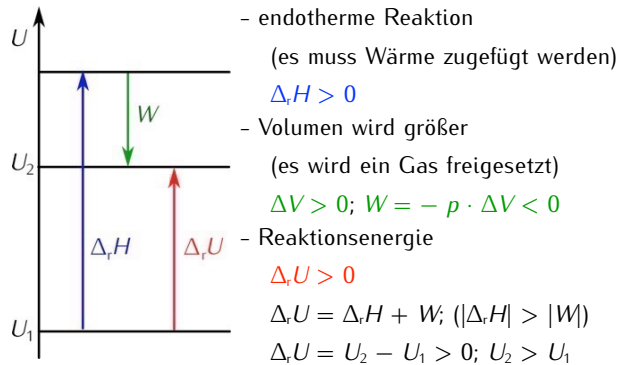 U
W
U₂
ΔᵣH
ΔᵣU
U₁
– endotherme Reaktion
(es muss Wärme zugefügt werden)
ΔᵣH > 0
– Volumen wird größer
(es wird ein Gas freigesetzt)
ΔV > 0; W = – p · ΔV < 0
– Reaktionsenergie
ΔᵣU > 0
ΔᵣU = ΔᵣH + W; (|ΔᵣH| > |W|)
ΔᵣU = U₂ – U₁ > 0; U₂ > U₁